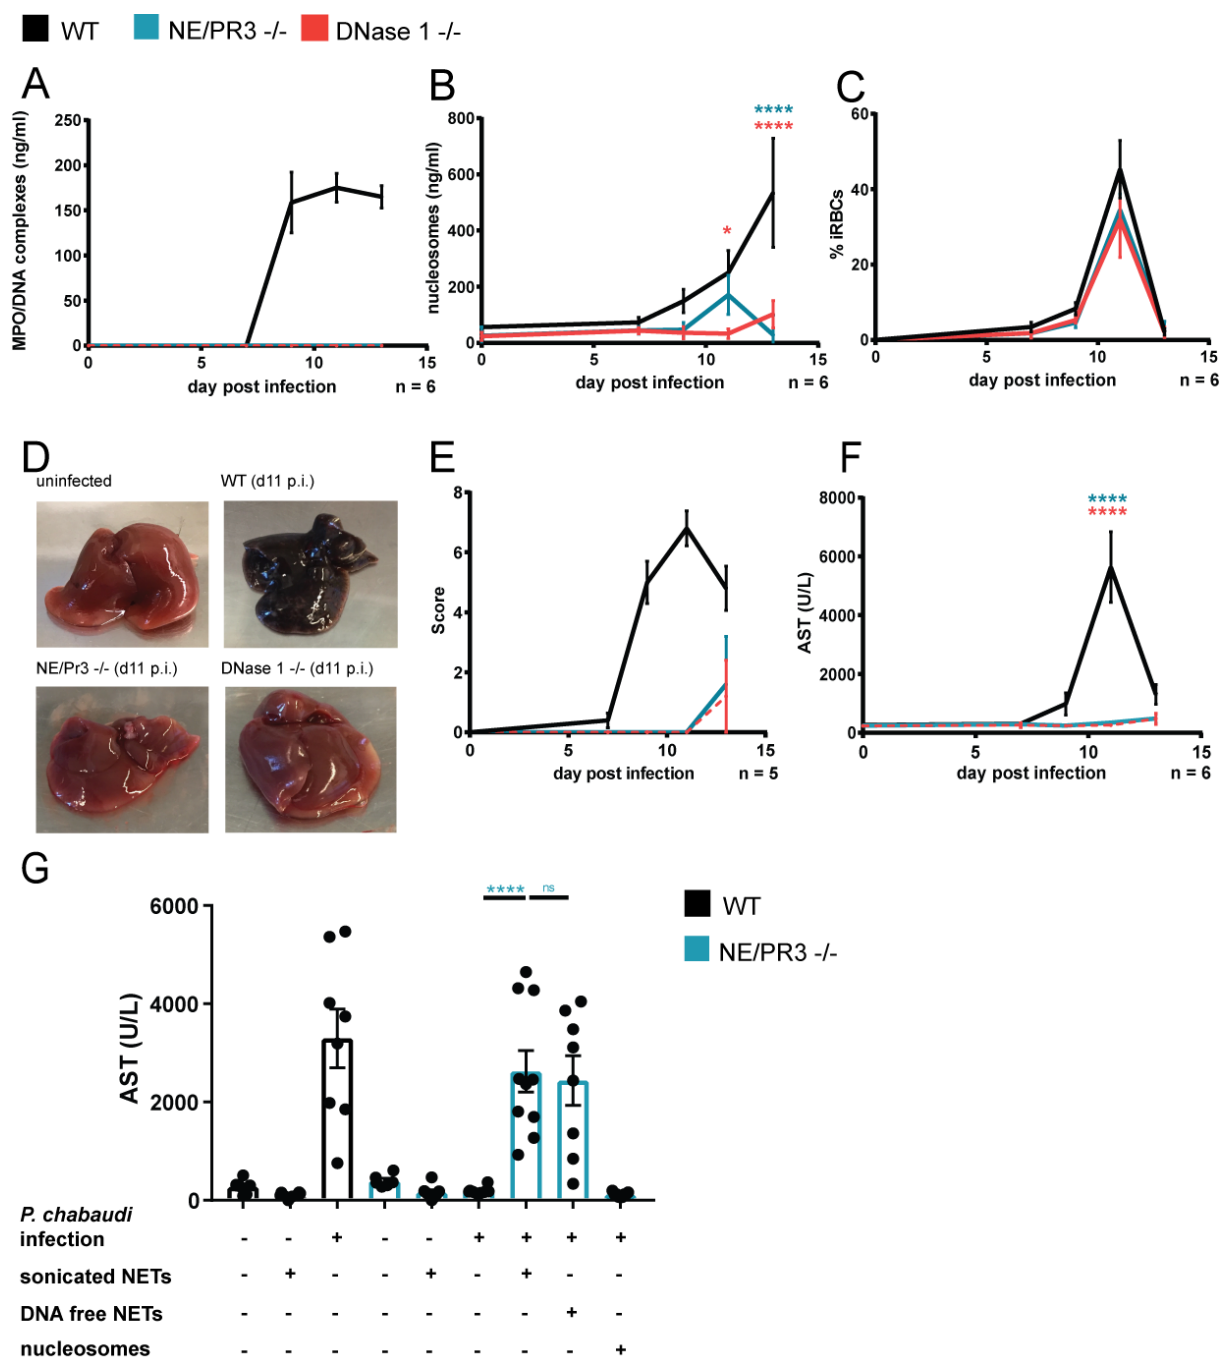 WT NE/PR3 -/- DNase 1 -/-
A
MPO/DNA complexes (ng/ml)
250
200
150
100
50
0
0 5 10 15
day post infection n = 6
B
nucleosomes (ng/ml)
800
600
400
200
0
****
****
*
0 5 10 15
day post infection n = 6
C
% iRBCs
60
40
20
0
0 5 10 15
day post infection n = 6
D
uninfected WT (d11 p.i.)
NE/Pr3 -/- (d11 p.i.) DNase 1 -/- (d11 p.i.)
E
Score
8
6
4
2
0
0 5 10 15
day post infection n = 5
F
AST (U/L)
8000
6000
4000
2000
0
****
****
0 5 10 15
day post infection n = 6
G
AST (U/L)
6000
4000
2000
0
**** ns
WT
NE/PR3 -/-
P. chabaudi
infection - - + - - + + + +
sonicated NETs - + - - + - + - -
DNA free NETs - - - - - - - + -
nucleosomes - - - - - - - - +